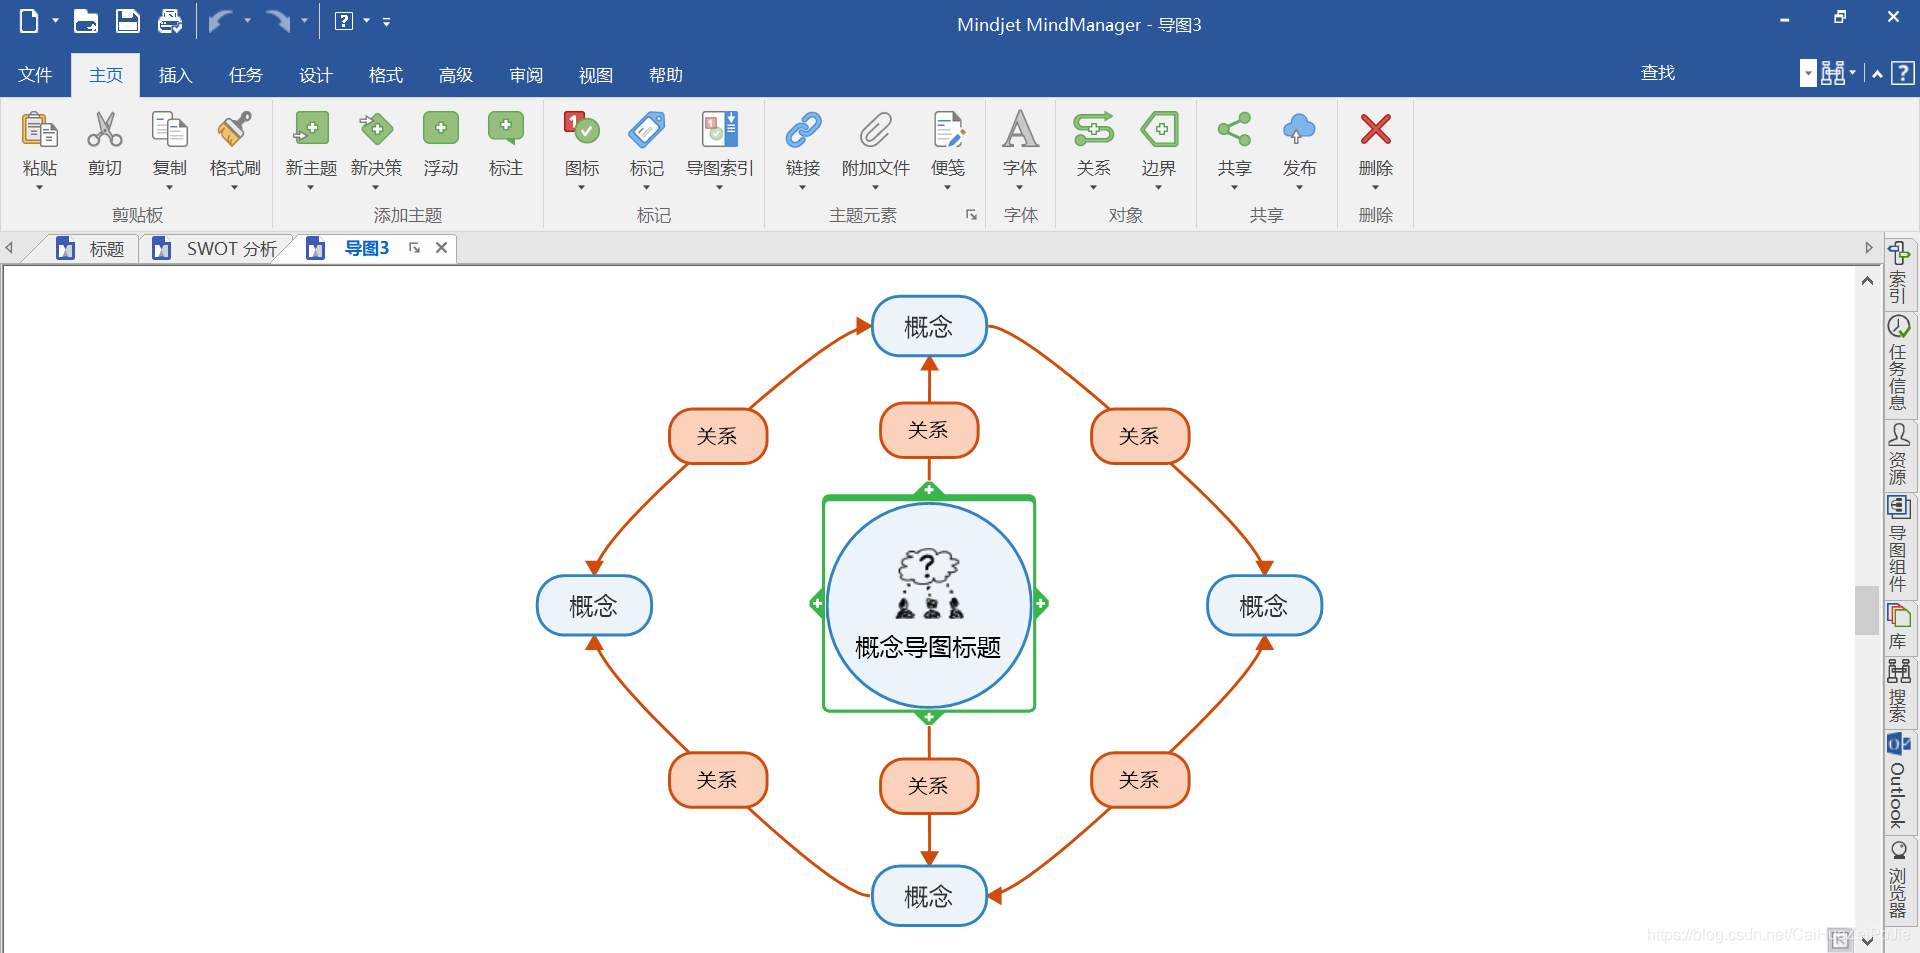 Mindjet MindManager - 导图3
文件 主页 插入 任务 设计 格式 高级 审阅 视图 帮助 查找
粘贴 剪切 复制 格式刷 新主题 新决策 浮动 标注 图标 标记 导图索引 链接 附加文件 便笺 字体 关系 边界 共享 发布 删除
剪贴板 添加主题 标记 主题元素 字体 对象 共享 删除
标题 SWOT 分析 导图3
概念
关系 关系 关系
概念 概念
?
概念导图标题
关系 关系 关系
概念
索引
任务信息
资源
导图组件
库
搜索
Outlook
浏览器